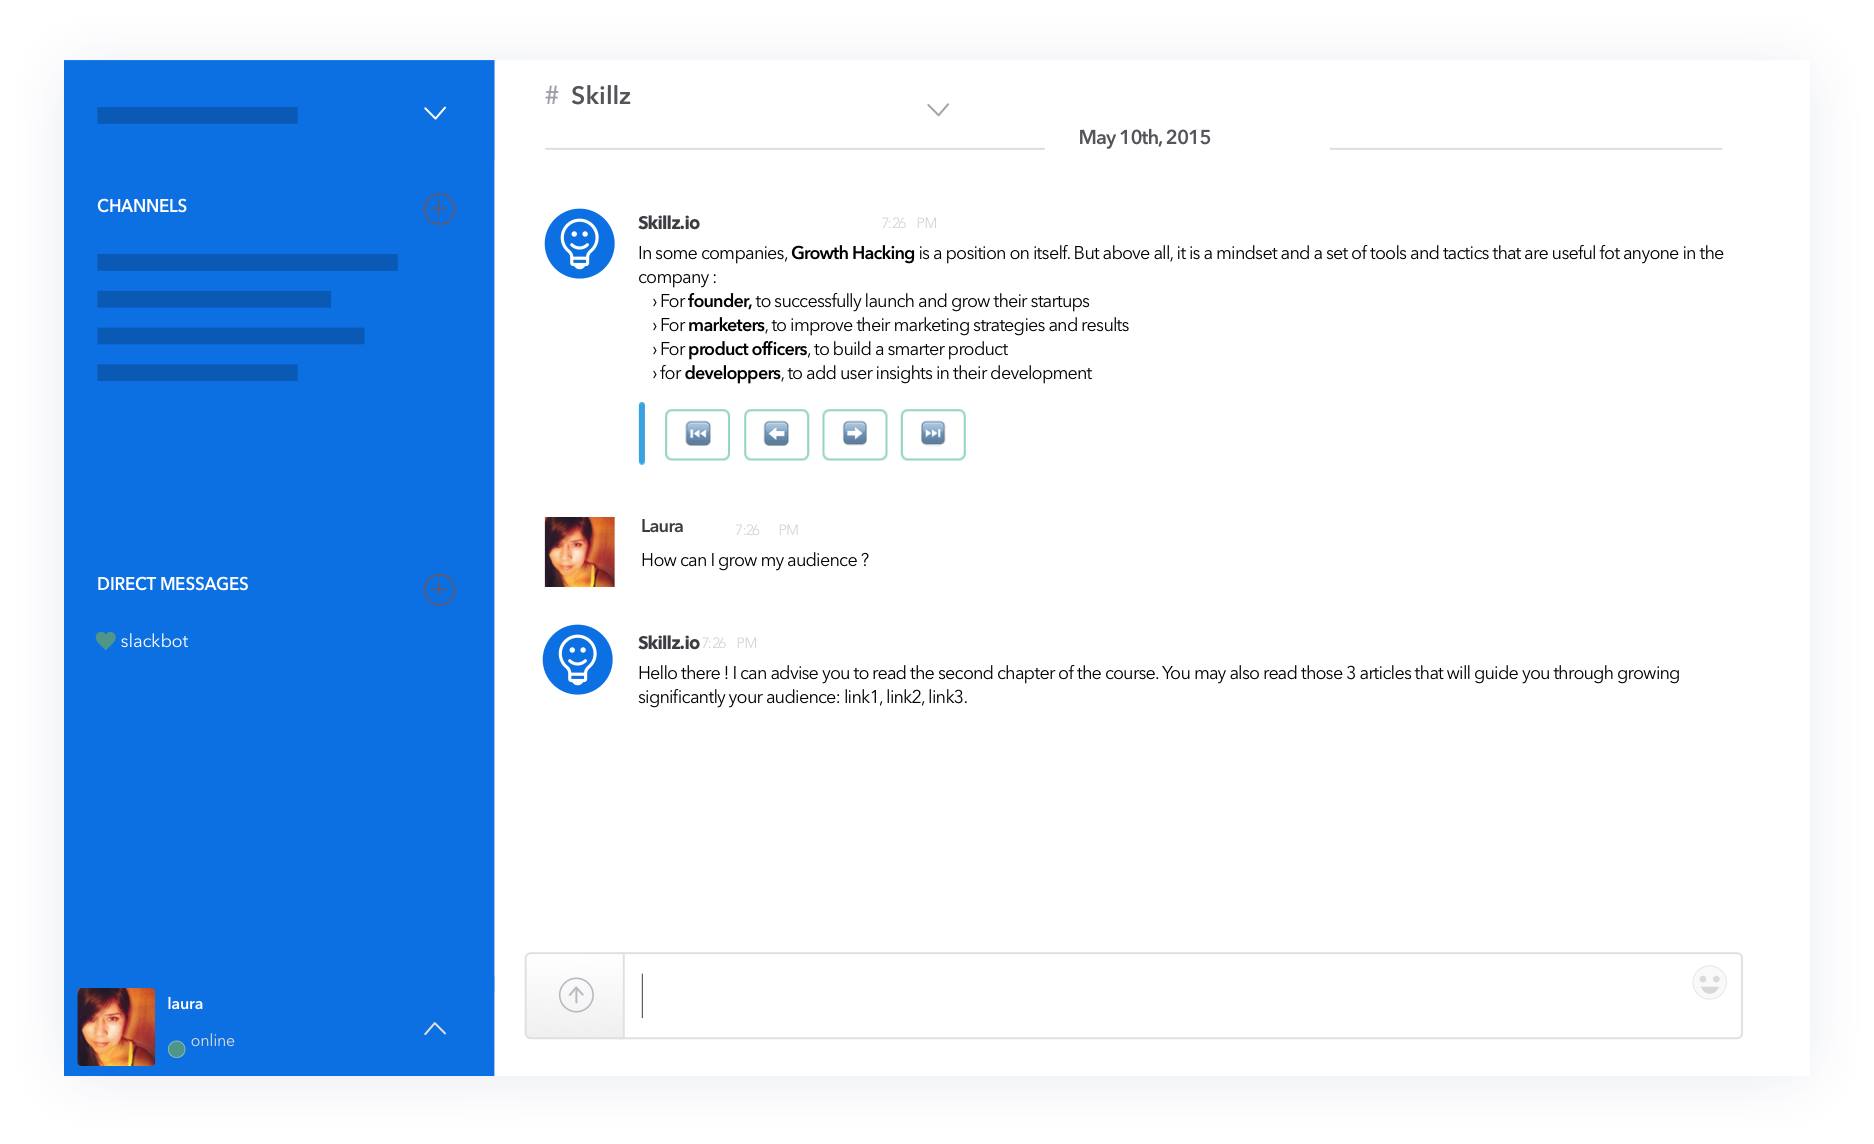 CHANNELS
DIRECT MESSAGES
slackbot
laura
online
# Skillz
May 10th, 2015
Skillz.io 7:26 PM
In some companies, Growth Hacking is a position on itself. But above all, it is a mindset and a set of tools and tactics that are useful fot anyone in the
company :
› For founder, to successfully launch and grow their startups
› For marketers, to improve their marketing strategies and results
› For product officers, to build a smarter product
› for developpers, to add user insights in their development
Laura 7:26 PM
How can I grow my audience ?
Skillz.io 7:26 PM
Hello there ! I can advise you to read the second chapter of the course. You may also read those 3 articles that will guide you through growing
significantly your audience: link1, link2, link3.